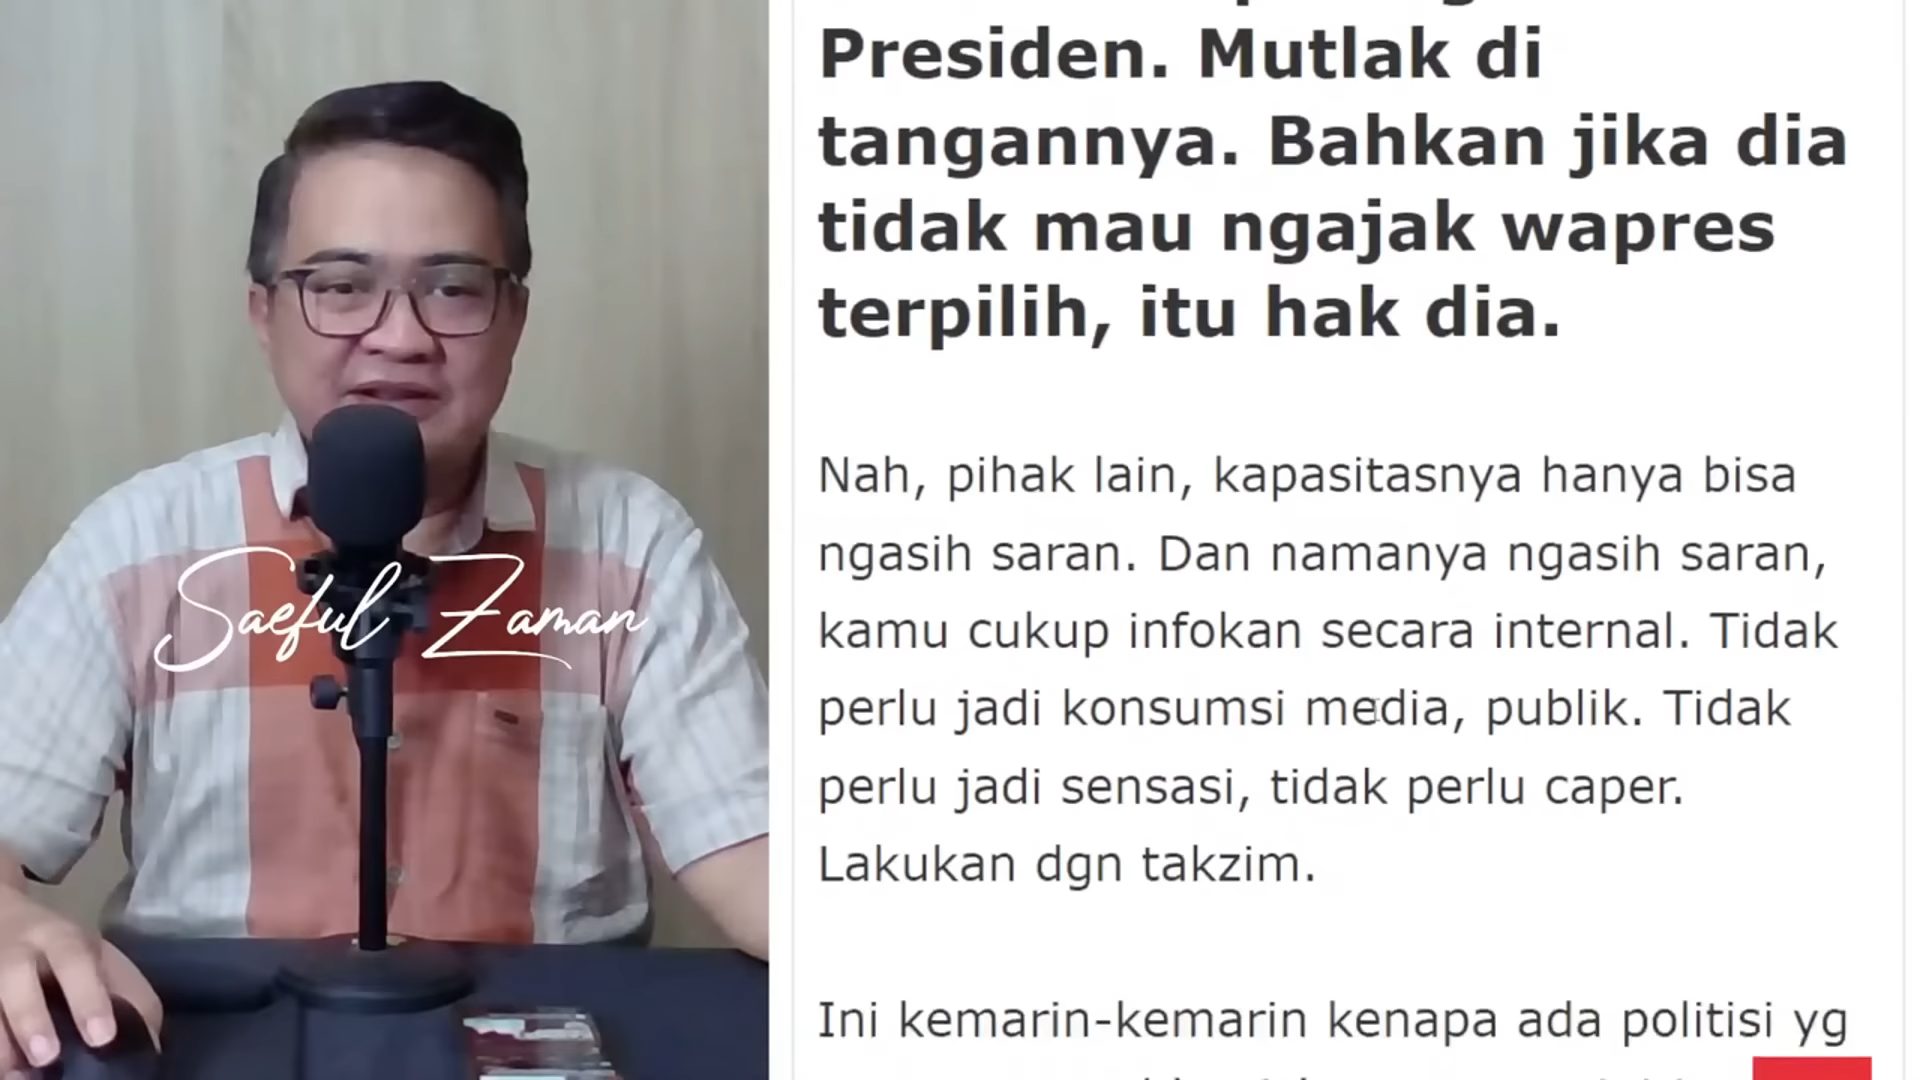 Presiden. Mutlak di
tangannya. Bahkan jika dia
tidak mau ngajak wapres
terpilih, itu hak dia.
Nah, pihak lain, kapasitasnya hanya bisa
ngasih saran. Dan namanya ngasih saran,
kamu cukup infokan secara internal. Tidak
perlu jadi konsumsi media, publik. Tidak
perlu jadi sensasi, tidak perlu caper.
Lakukan dgn takzim.
Ini kemarin-kemarin kenapa ada politisi yg
Saeful Zaman